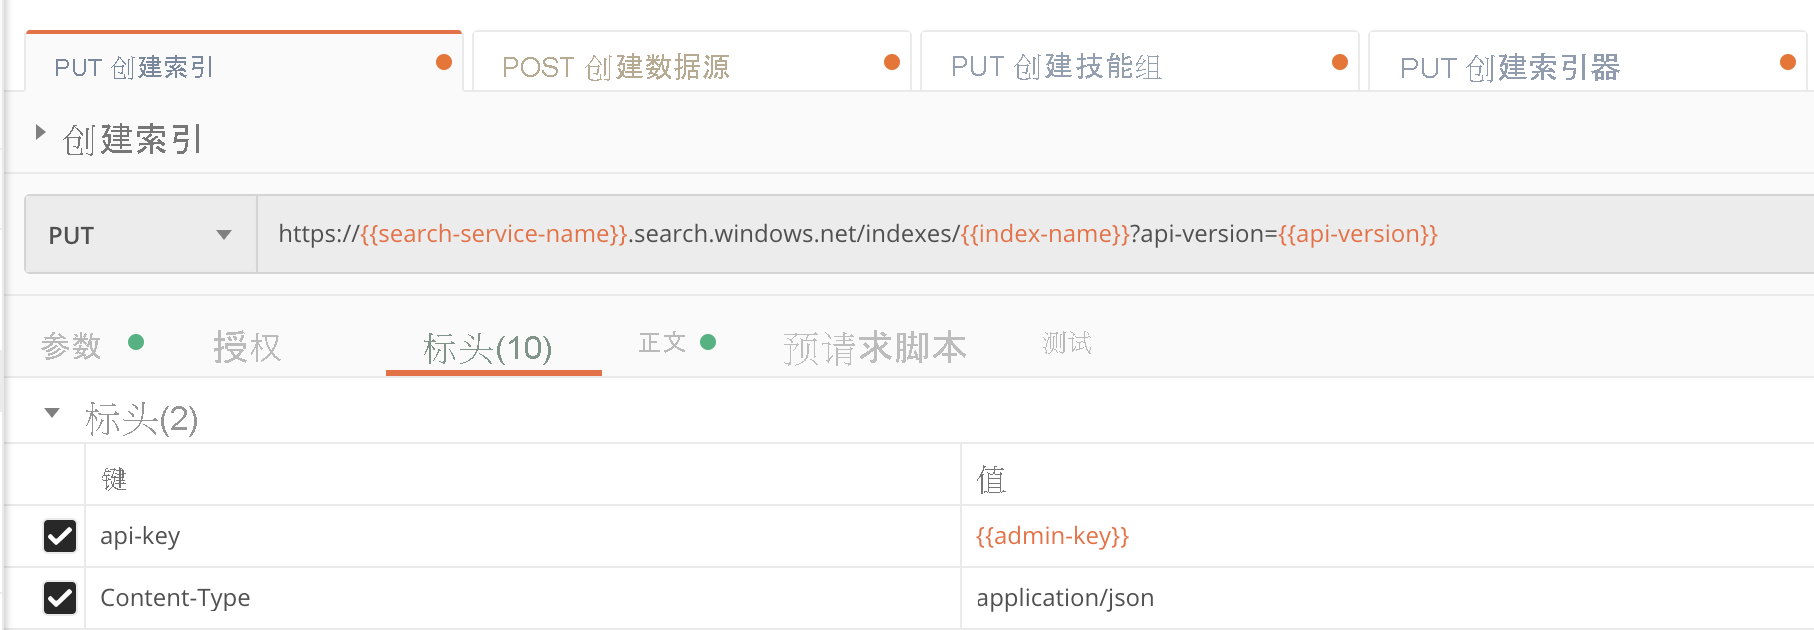 PUT 创建索引
POST 创建数据源
PUT 创建技能组
PUT 创建索引器
创建索引
PUT
https://{{search-service-name}}.search.windows.net/indexes/{{index-name}}?api-version={{api-version}}
参数 授权 标头(10) 正文 预请求脚本 测试
标头(2)
键 值
api-key {{admin-key}}
Content-Type application/json